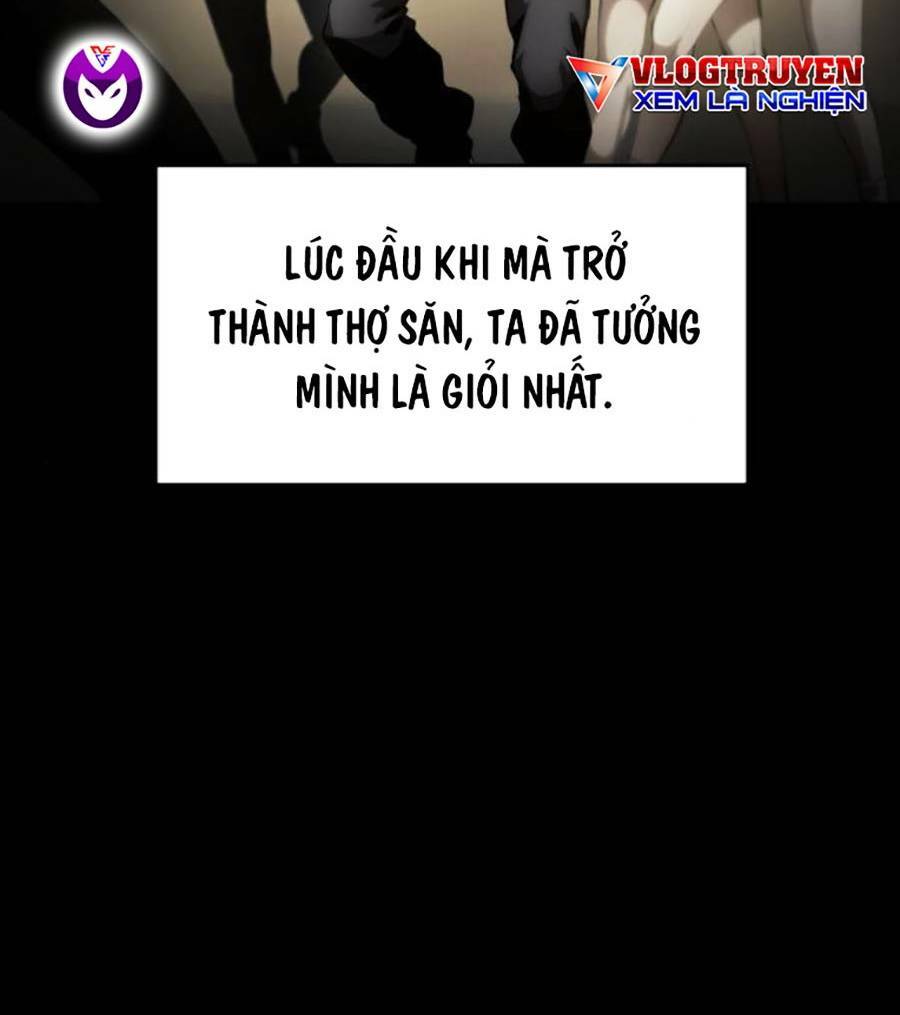 VLOGTRUYEN
XEM LÀ NGHIỆN
LÚC ĐẦU KHI MÀ TRỞ
THÀNH THỢ SĂN, TA ĐÃ TƯỞNG
MÌNH LÀ GIỎI NHẤT.